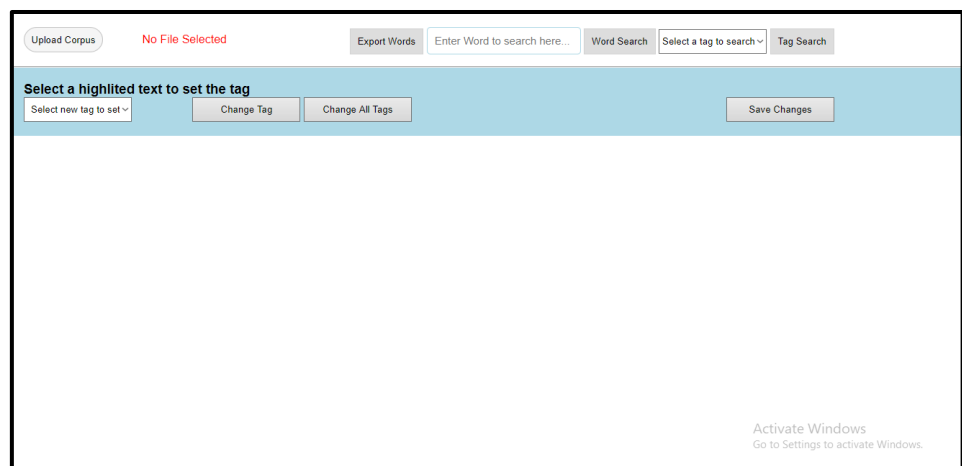 Upload Corpus No File Selected Export Words Enter Word to search here... Word Search Select a tag to search Tag Search
Select a highlited text to set the tag
Select new tag to set Change Tag Change All Tags Save Changes
Activate Windows
Go to Settings to activate Windows.